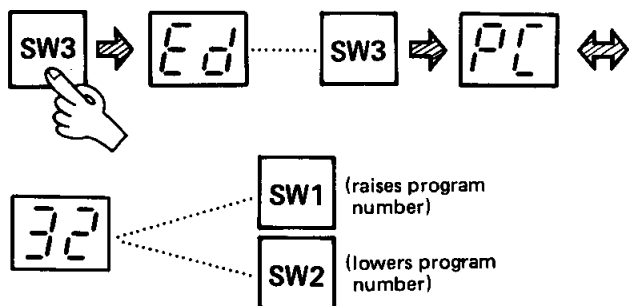 SW3 Ed SW3 PC
32
SW1 (raises program
number)
SW2 (lowers program
number)